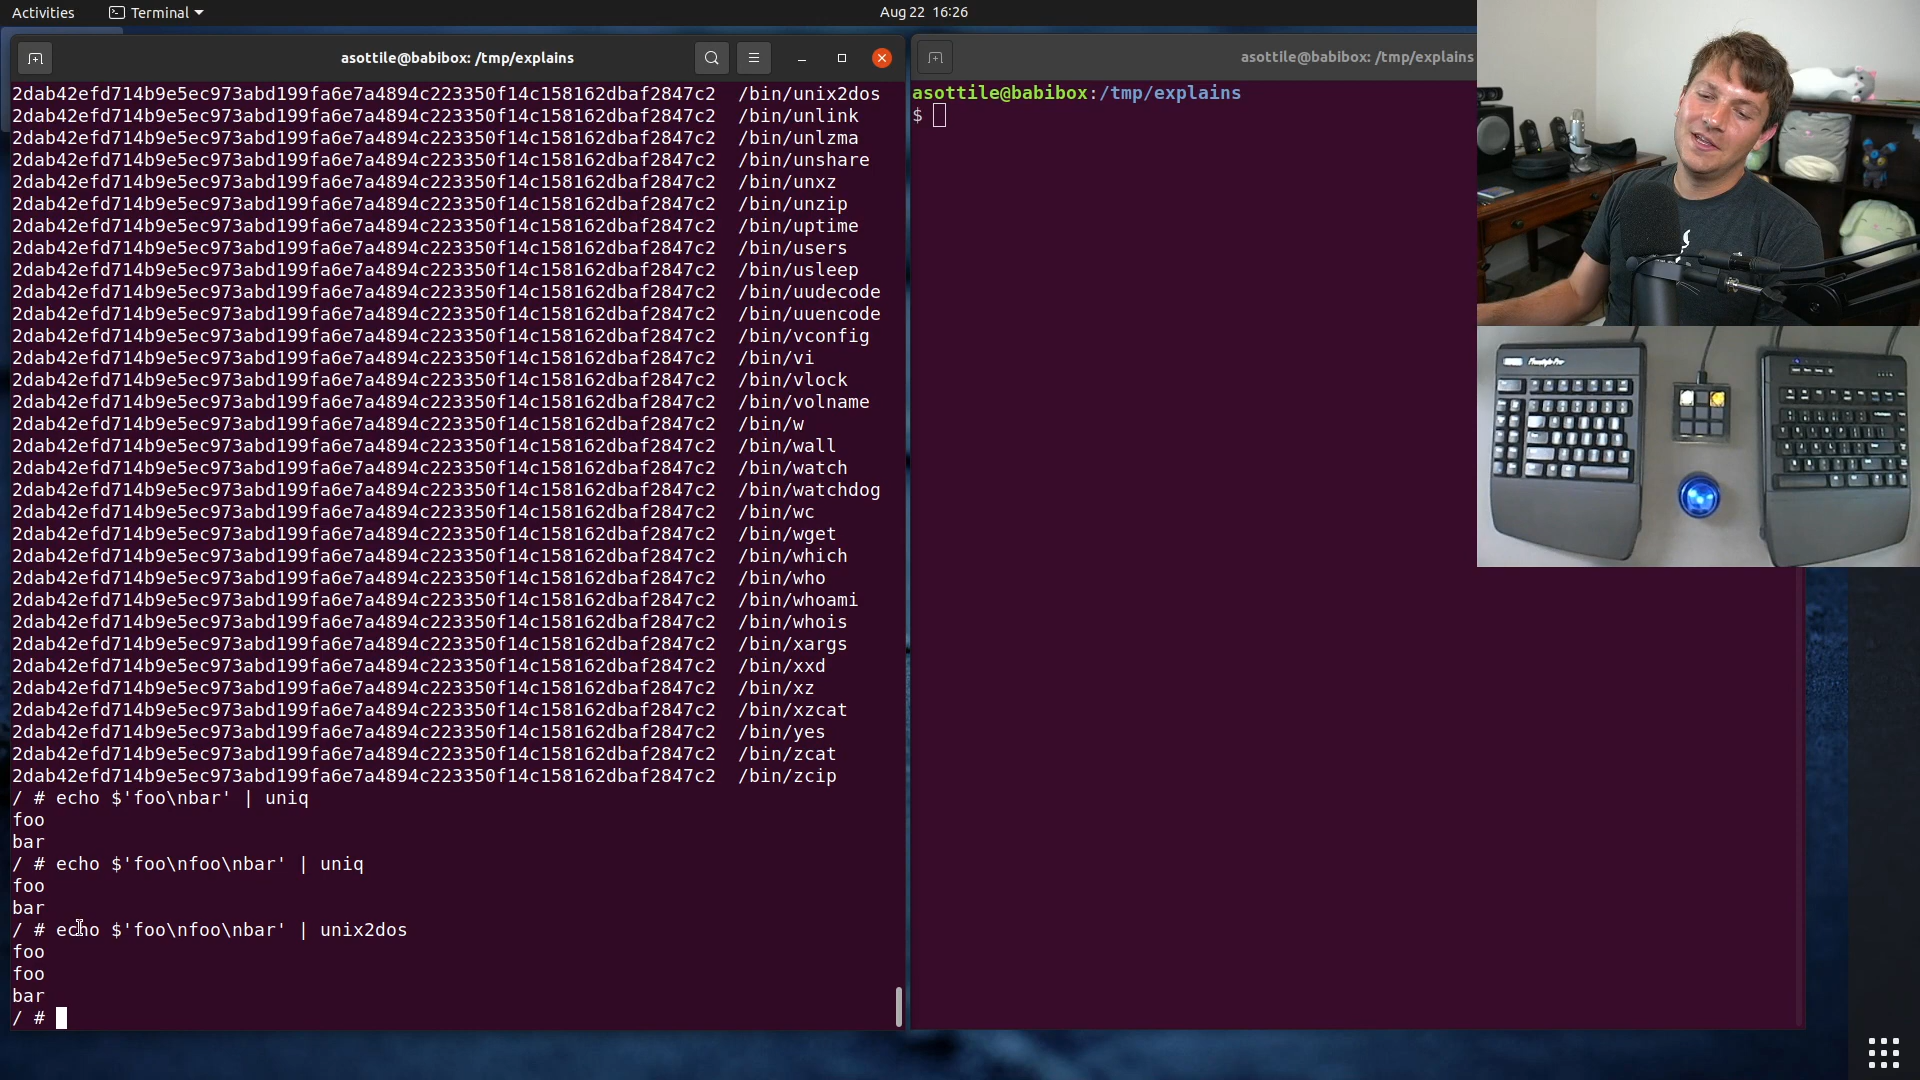 Activities
Terminal
Aug 22 16:26
asottile@babibox: /tmp/explains
2dab42efd714b9e5ec973abd199fa6e7a4894c223350f14c158162dbaf2847c2 /bin/unix2dos
2dab42efd714b9e5ec973abd199fa6e7a4894c223350f14c158162dbaf2847c2 /bin/unlink
2dab42efd714b9e5ec973abd199fa6e7a4894c223350f14c158162dbaf2847c2 /bin/unlzma
2dab42efd714b9e5ec973abd199fa6e7a4894c223350f14c158162dbaf2847c2 /bin/unshare
2dab42efd714b9e5ec973abd199fa6e7a4894c223350f14c158162dbaf2847c2 /bin/unxz
2dab42efd714b9e5ec973abd199fa6e7a4894c223350f14c158162dbaf2847c2 /bin/unzip
2dab42efd714b9e5ec973abd199fa6e7a4894c223350f14c158162dbaf2847c2 /bin/uptime
2dab42efd714b9e5ec973abd199fa6e7a4894c223350f14c158162dbaf2847c2 /bin/users
2dab42efd714b9e5ec973abd199fa6e7a4894c223350f14c158162dbaf2847c2 /bin/usleep
2dab42efd714b9e5ec973abd199fa6e7a4894c223350f14c158162dbaf2847c2 /bin/uudecode
2dab42efd714b9e5ec973abd199fa6e7a4894c223350f14c158162dbaf2847c2 /bin/uuencode
2dab42efd714b9e5ec973abd199fa6e7a4894c223350f14c158162dbaf2847c2 /bin/vconfig
2dab42efd714b9e5ec973abd199fa6e7a4894c223350f14c158162dbaf2847c2 /bin/vi
2dab42efd714b9e5ec973abd199fa6e7a4894c223350f14c158162dbaf2847c2 /bin/vlock
2dab42efd714b9e5ec973abd199fa6e7a4894c223350f14c158162dbaf2847c2 /bin/volname
2dab42efd714b9e5ec973abd199fa6e7a4894c223350f14c158162dbaf2847c2 /bin/w
2dab42efd714b9e5ec973abd199fa6e7a4894c223350f14c158162dbaf2847c2 /bin/wall
2dab42efd714b9e5ec973abd199fa6e7a4894c223350f14c158162dbaf2847c2 /bin/watch
2dab42efd714b9e5ec973abd199fa6e7a4894c223350f14c158162dbaf2847c2 /bin/watchdog
2dab42efd714b9e5ec973abd199fa6e7a4894c223350f14c158162dbaf2847c2 /bin/wc
2dab42efd714b9e5ec973abd199fa6e7a4894c223350f14c158162dbaf2847c2 /bin/wget
2dab42efd714b9e5ec973abd199fa6e7a4894c223350f14c158162dbaf2847c2 /bin/which
2dab42efd714b9e5ec973abd199fa6e7a4894c223350f14c158162dbaf2847c2 /bin/who
2dab42efd714b9e5ec973abd199fa6e7a4894c223350f14c158162dbaf2847c2 /bin/whoami
2dab42efd714b9e5ec973abd199fa6e7a4894c223350f14c158162dbaf2847c2 /bin/whois
2dab42efd714b9e5ec973abd199fa6e7a4894c223350f14c158162dbaf2847c2 /bin/xargs
2dab42efd714b9e5ec973abd199fa6e7a4894c223350f14c158162dbaf2847c2 /bin/xxd
2dab42efd714b9e5ec973abd199fa6e7a4894c223350f14c158162dbaf2847c2 /bin/xz
2dab42efd714b9e5ec973abd199fa6e7a4894c223350f14c158162dbaf2847c2 /bin/xzcat
2dab42efd714b9e5ec973abd199fa6e7a4894c223350f14c158162dbaf2847c2 /bin/yes
2dab42efd714b9e5ec973abd199fa6e7a4894c223350f14c158162dbaf2847c2 /bin/zcat
2dab42efd714b9e5ec973abd199fa6e7a4894c223350f14c158162dbaf2847c2 /bin/zcip
/ # echo $'foo\nbar' | uniq
foo
bar
/ # echo $'foo\nfoo\nbar' | uniq
foo
bar
/ # echo $'foo\nfoo\nbar' | unix2dos
foo
foo
bar
/ #
asottile@babibox: /tmp/explains
asottile@babibox:/tmp/explains
$